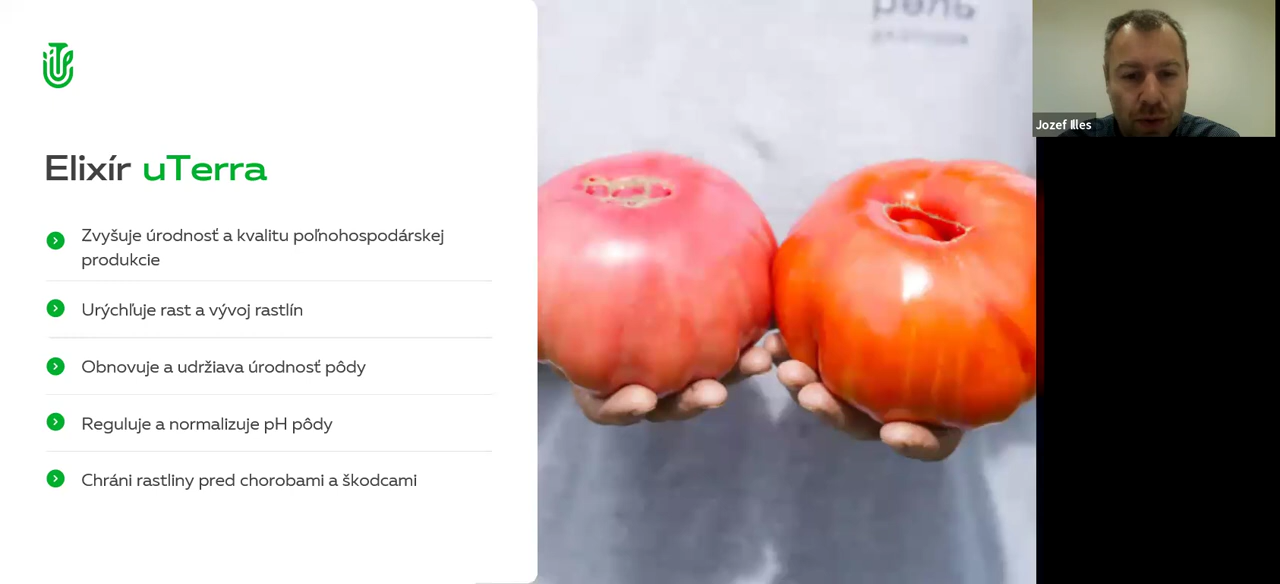 Elixír uTerra
Zvyšuje úrodnosť a kvalitu poľnohospodárskej
produkcie
Urýchľuje rast a vývoj rastlín
Obnovuje a udržiava úrodnosť pôdy
Reguluje a normalizuje pH pôdy
Chráni rastliny pred chorobami a škodcami
Jozef Illes